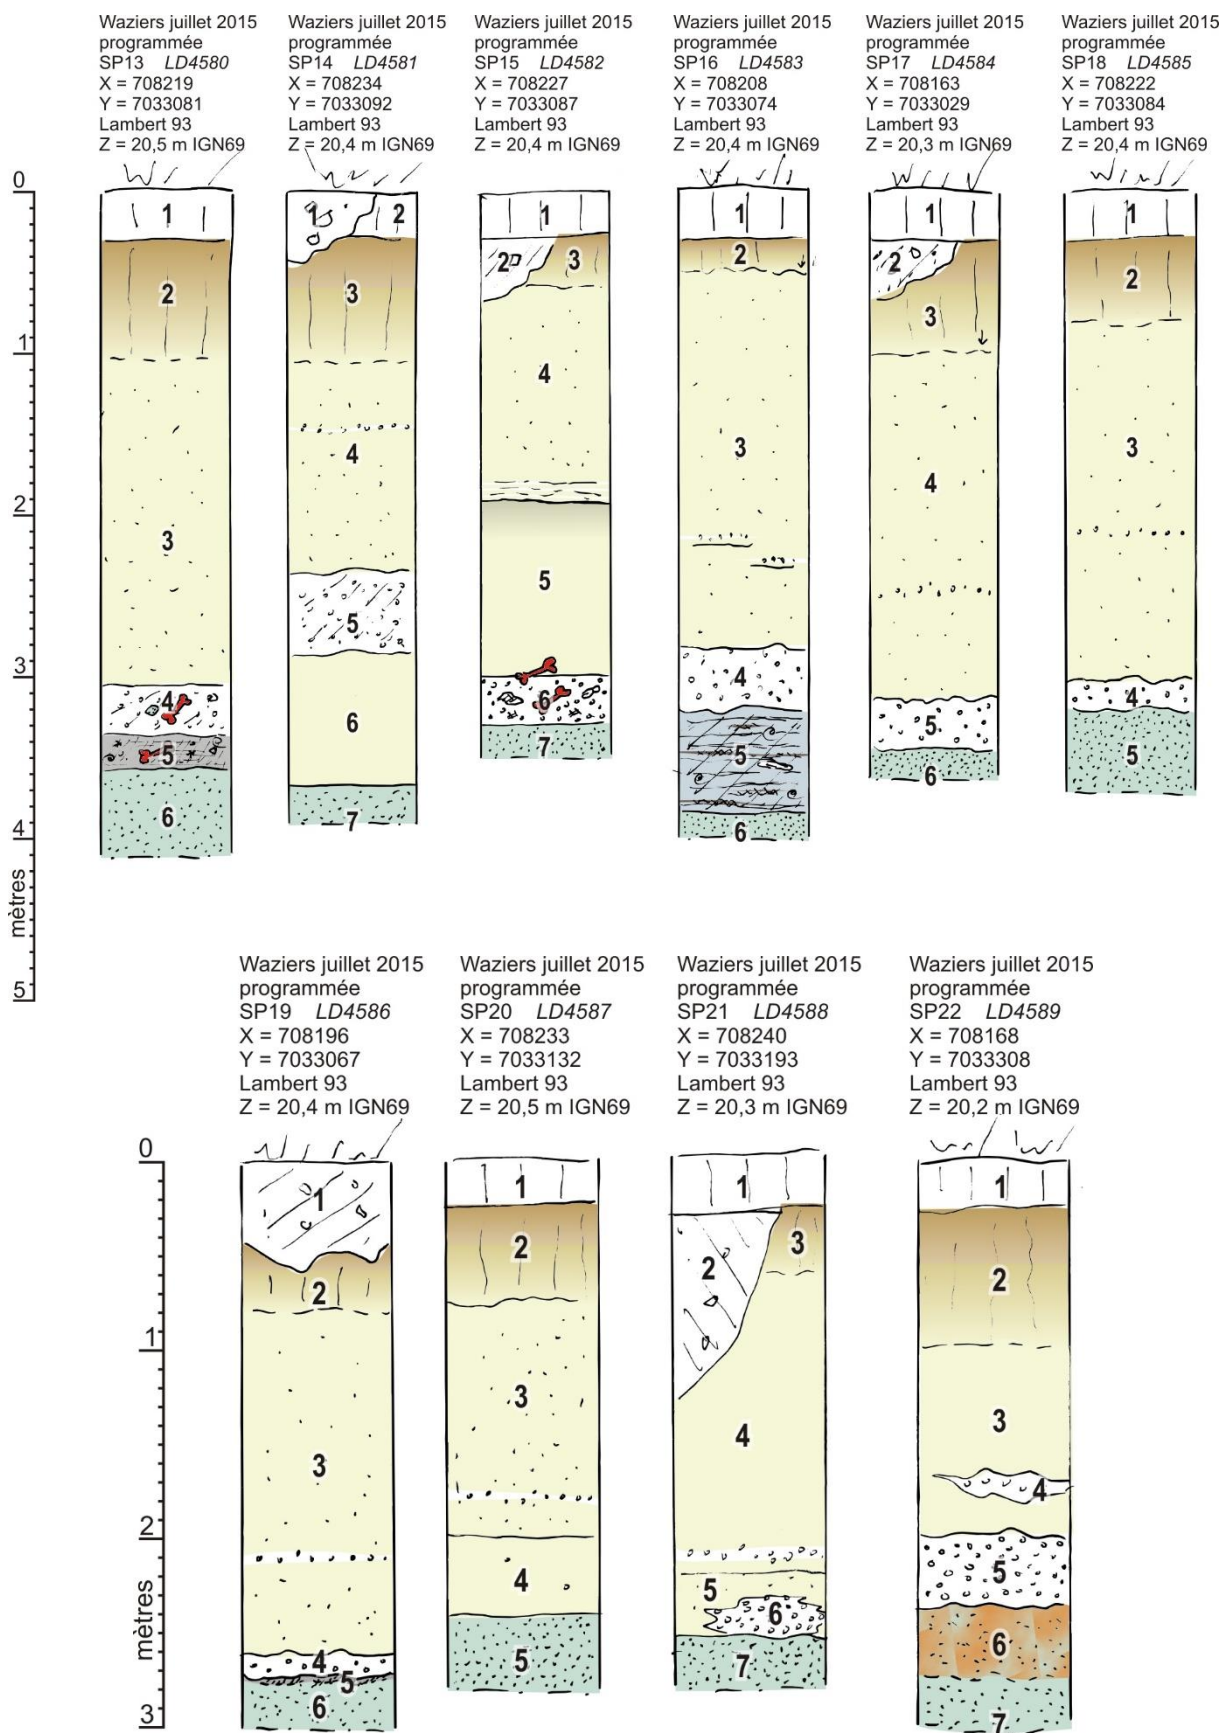 Waziers juillet 2015
programmée
SP13 LD4580
X = 708219
Y = 7033081
Lambert 93
Z = 20,5 m IGN69
Waziers juillet 2015
programmée
SP14 LD4581
X = 708234
Y = 7033092
Lambert 93
Z = 20,4 m IGN69
Waziers juillet 2015
programmée
SP15 LD4582
X = 708227
Y = 7033087
Lambert 93
Z = 20,4 m IGN69
Waziers juillet 2015
programmée
SP16 LD4583
X = 708208
Y = 7033074
Lambert 93
Z = 20,4 m IGN69
Waziers juillet 2015
programmée
SP17 LD4584
X = 708163
Y = 7033029
Lambert 93
Z = 20,3 m IGN69
Waziers juillet 2015
programmée
SP18 LD4585
X = 708222
Y = 7033084
Lambert 93
Z = 20,4 m IGN69
0
1
2
3
4
5
mètres
1
2
3
4
5
6
1
2
3
4
5
6
7
1
2
3
4
5
6
7
1
2
3
4
5
6
1
2
3
4
5
6
1
2
3
4
5
Waziers juillet 2015
programmée
SP19 LD4586
X = 708196
Y = 7033067
Lambert 93
Z = 20,4 m IGN69
Waziers juillet 2015
programmée
SP20 LD4587
X = 708233
Y = 7033132
Lambert 93
Z = 20,5 m IGN69
Waziers juillet 2015
programmée
SP21 LD4588
X = 708240
Y = 7033193
Lambert 93
Z = 20,3 m IGN69
Waziers juillet 2015
programmée
SP22 LD4589
X = 708168
Y = 7033308
Lambert 93
Z = 20,2 m IGN69
0
1
2
3
mètres
1
2
3
4
5
6
1
2
3
4
5
1
2
3
4
5
6
7
1
2
3
4
5
6
7